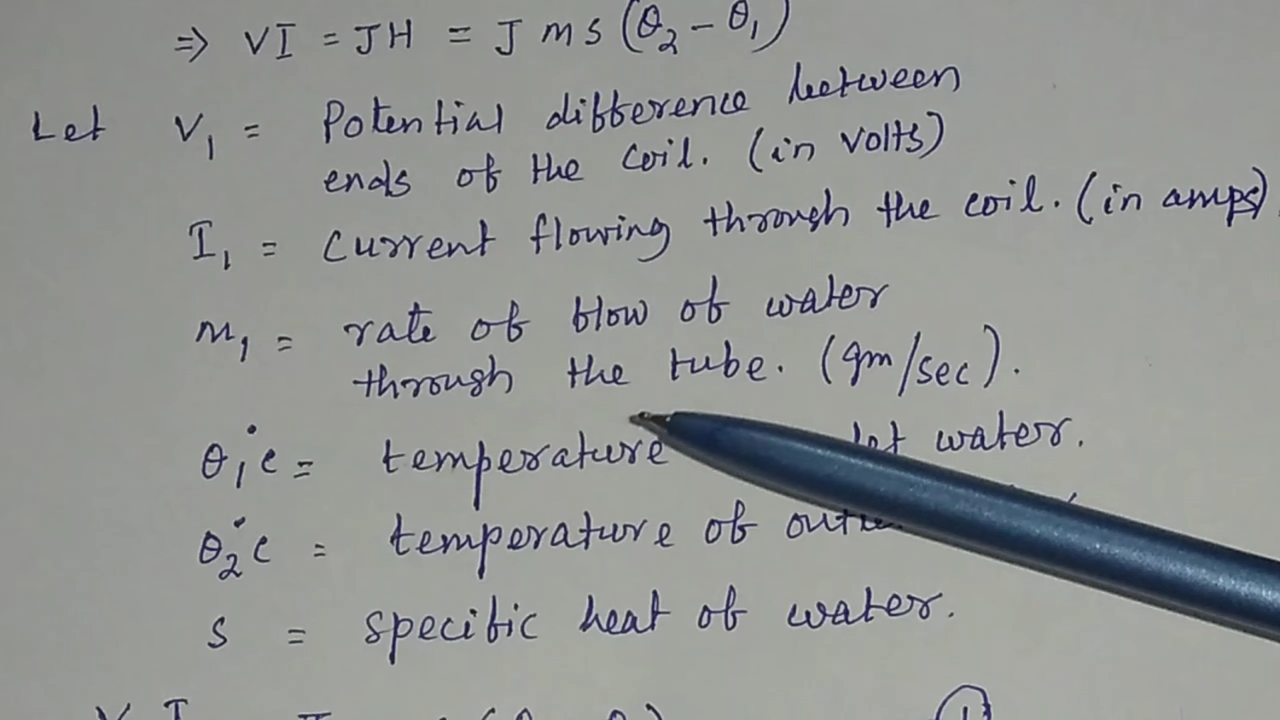 ⇒ VI = JH = J m s (θ₂ - θ₁)
Let V₁ = Potential difference between
ends of the coil. (in volts)
I₁ = Current flowing through the coil. (in amps)
m₁ = rate of flow of water
through the tube. (gm/sec).
θ₁°c = temperature water.
θ₂°c = temperature of
s = specific heat of water.